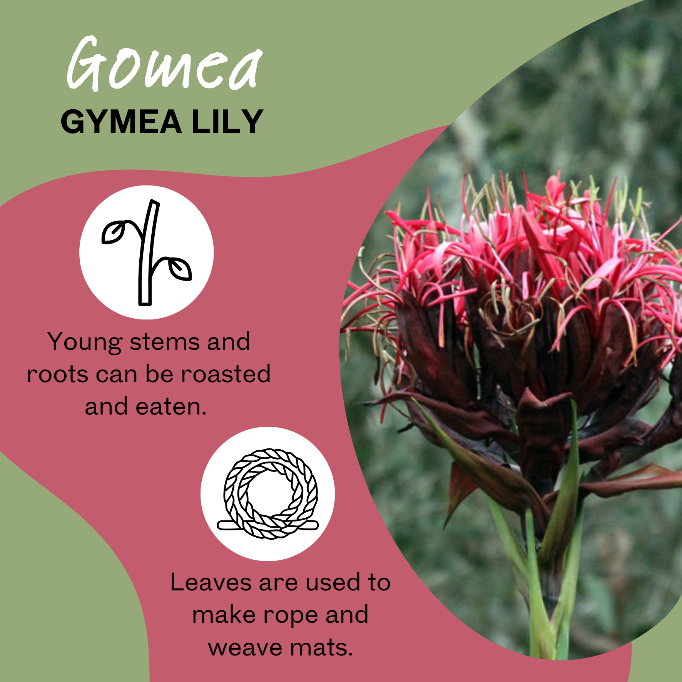 Gomea
GYMEA LILY
Young stems and
roots can be roasted
and eaten.
Leaves are used to
make rope and
weave mats.